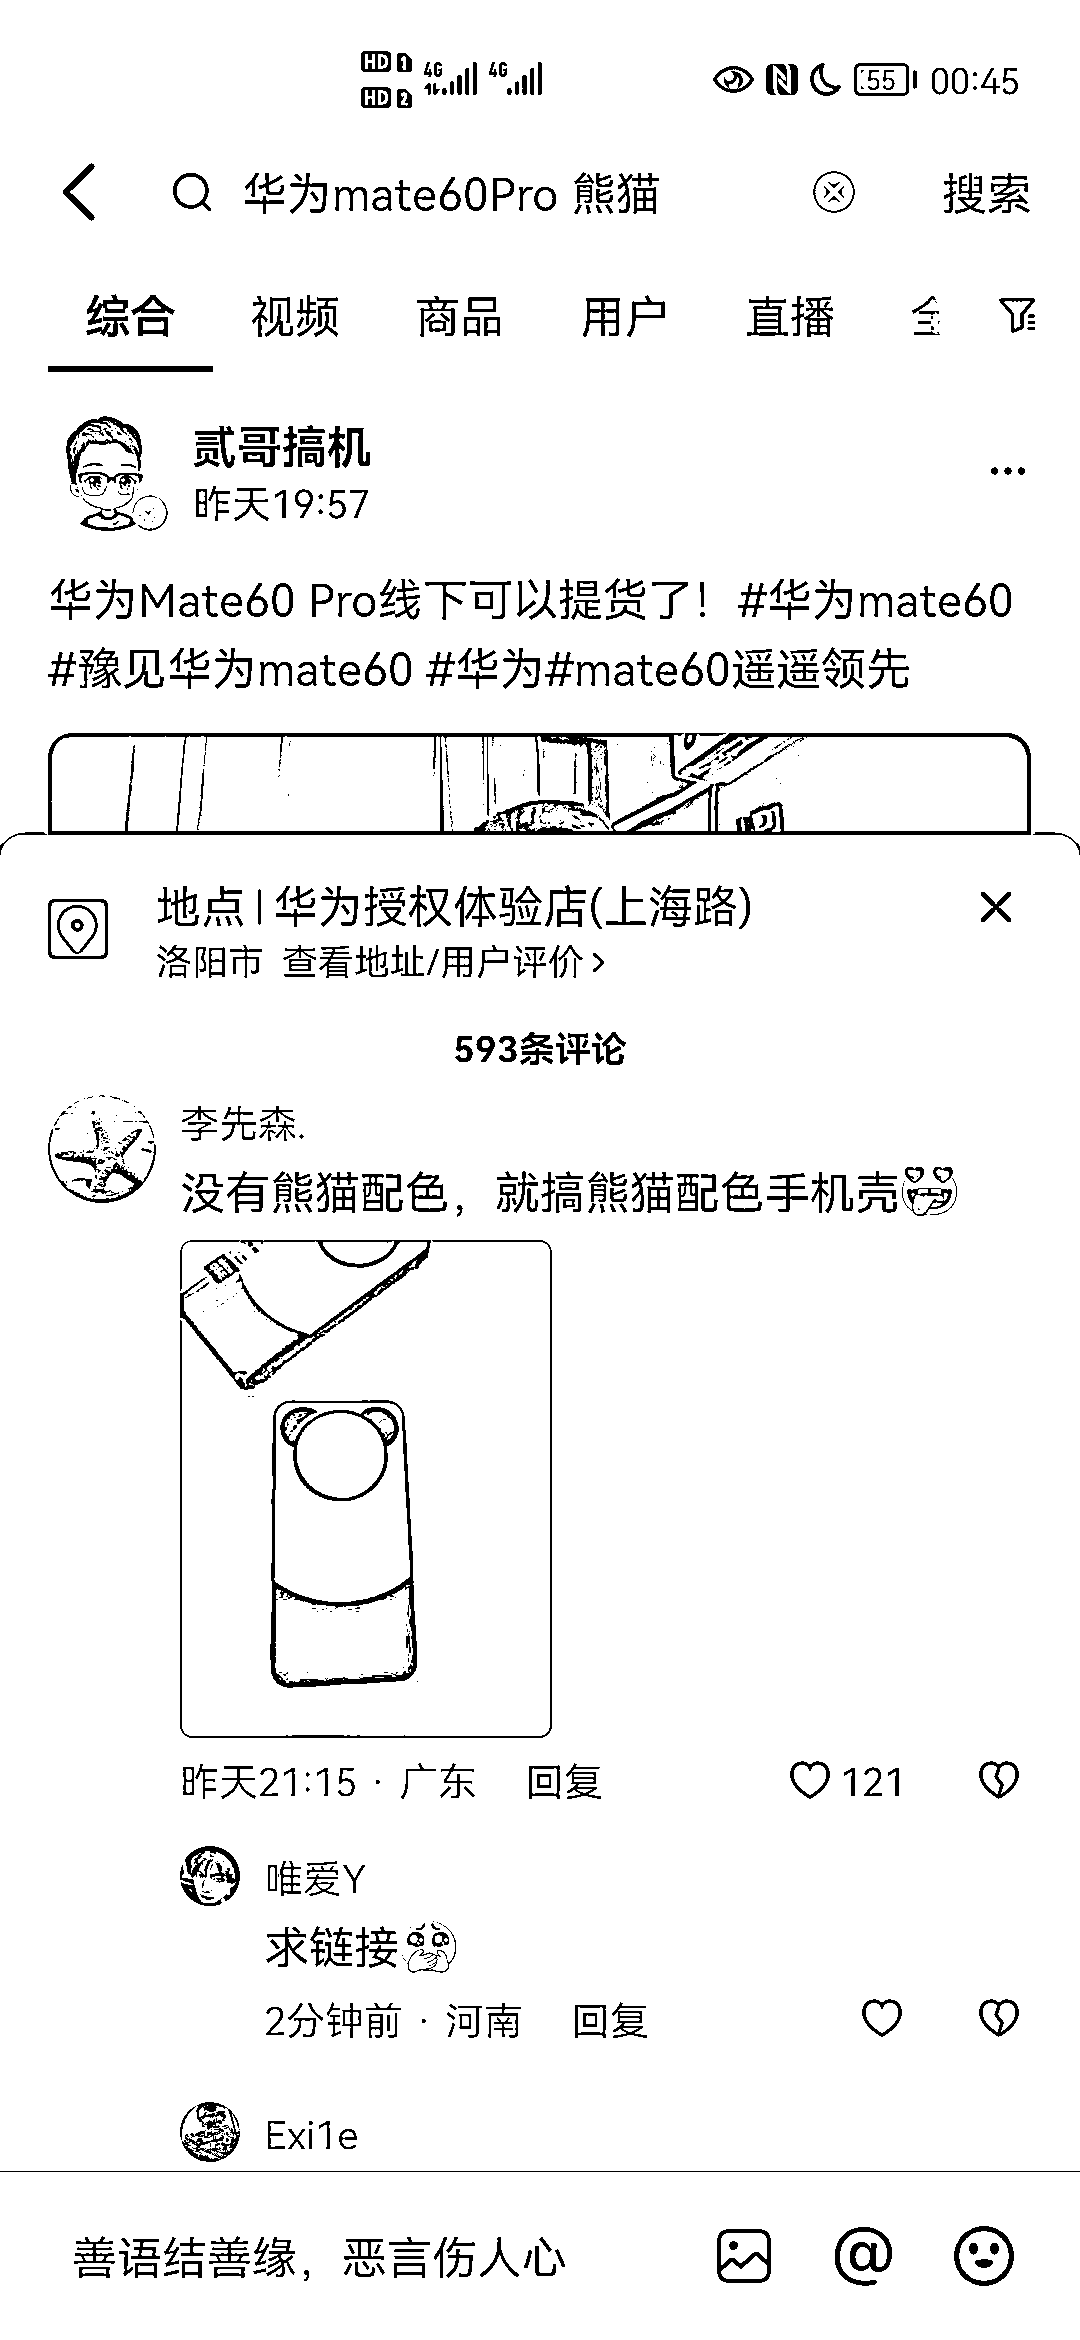 HD 1 4G 4G 55 00:45
HD 2
华为mate60Pro 熊猫 搜索
综合 视频 商品 用户 直播
贰哥搞机
昨天19:57
华为Mate60 Pro线下可以提货了！#华为mate60
#豫见华为mate60 #华为#mate60遥遥领先
地点|华为授权体验店(上海路)
洛阳市 查看地址/用户评价>
593条评论
李先森.
没有熊猫配色，就搞熊猫配色手机壳
昨天21:15 · 广东 回复 121
唯爱Y
求链接
2分钟前 · 河南 回复
Exi1e
善语结善缘，恶言伤人心 @